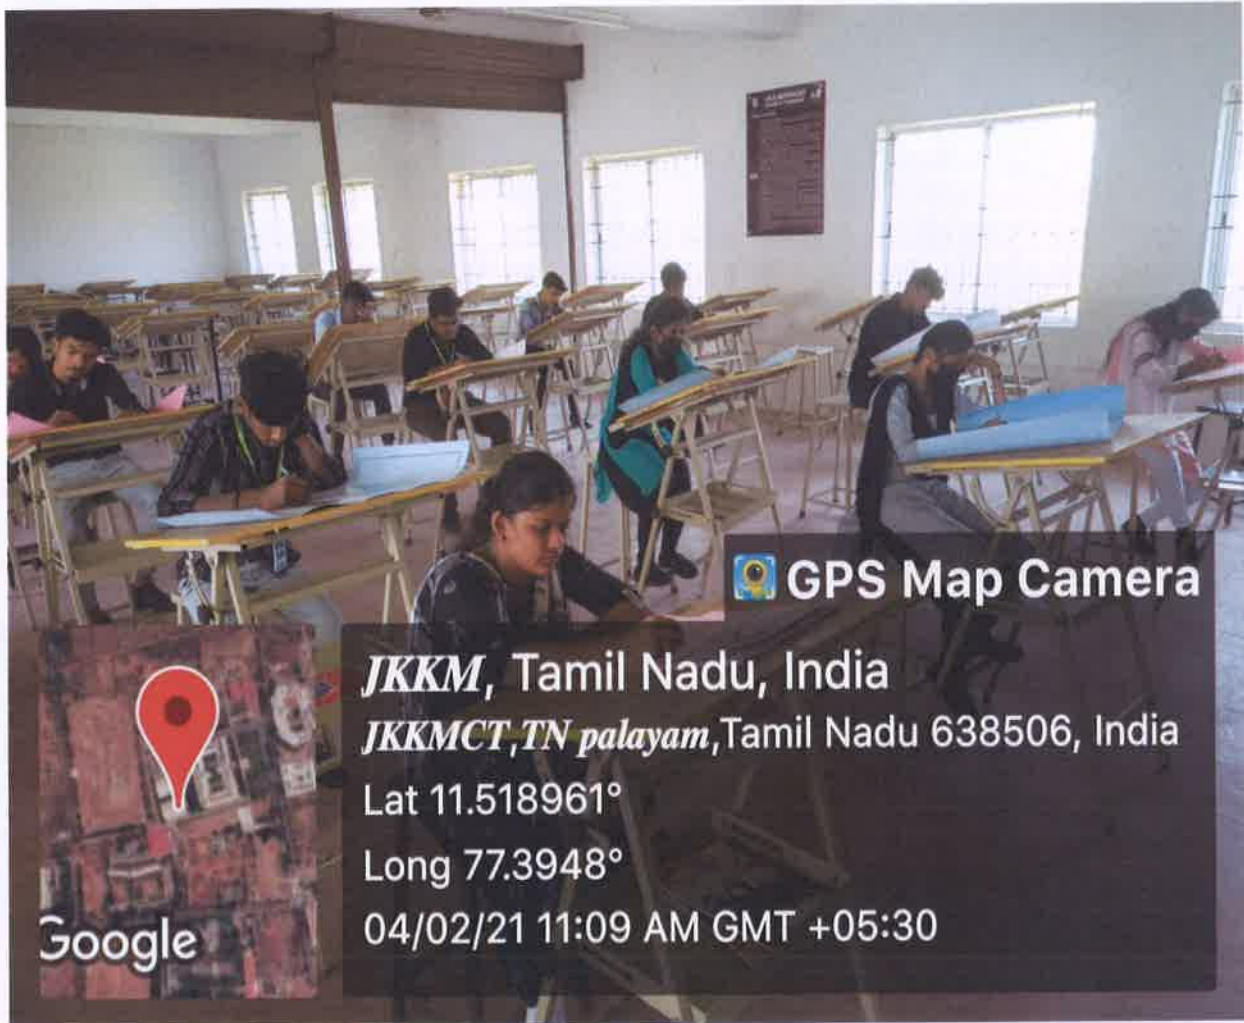 GPS Map Camera
JKKM, Tamil Nadu, India
JKKMCT,TN palayam,Tamil Nadu 638506, India
Lat 11.518961°
Long 77.3948°
04/02/21 11:09 AM GMT +05:30
Google